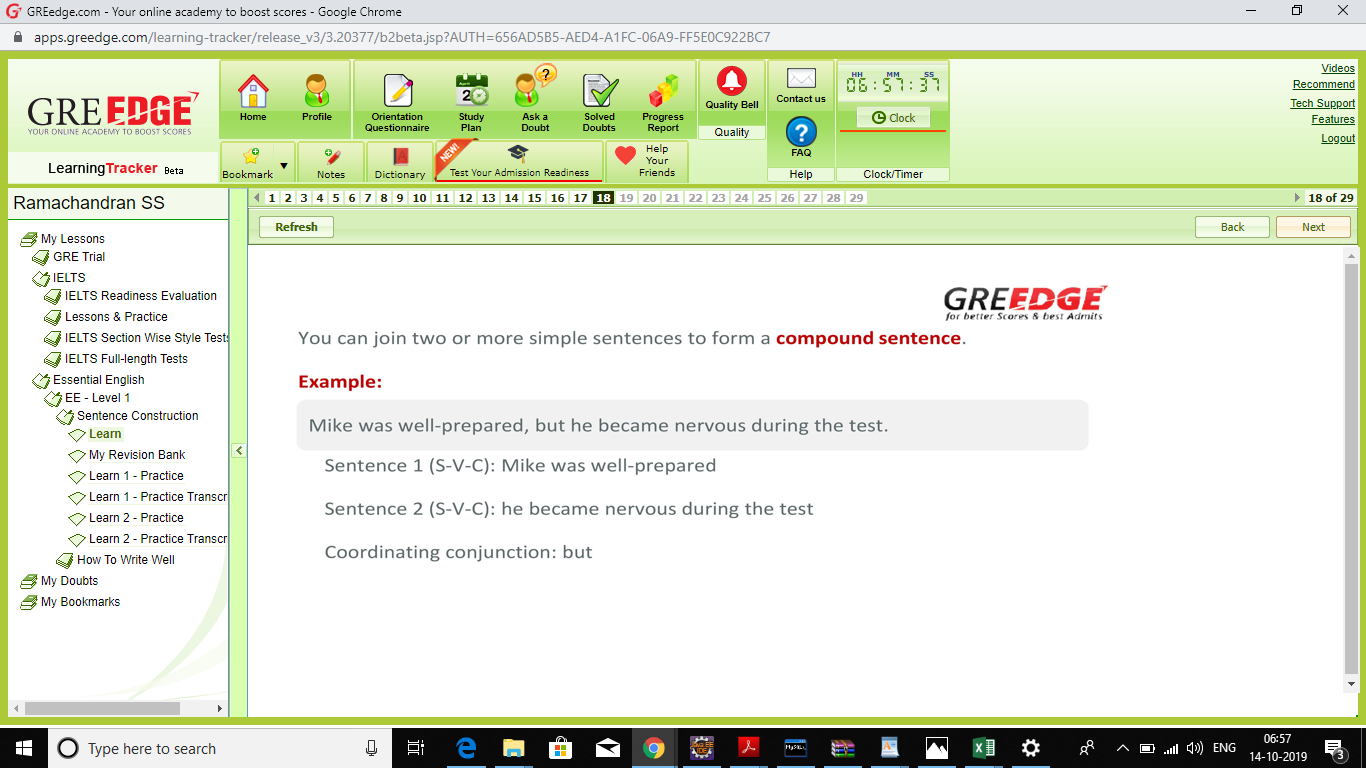 GREedge.com - Your online academy to boost scores - Google Chrome
apps.greedge.com/learning-tracker/release_v3/3.20377/b2beta.jsp?AUTH=656AD5B5-AED4-A1FC-06A9-FF5E0C922BC7
GREEDGE
YOUR ONLINE ACADEMY TO BOOST SCORES
LearningTracker Beta
Home
Profile
Orientation Questionnaire
Study Plan
Ask a Doubt
Solved Doubts
Progress Report
Quality Bell
Quality
Contact us
FAQ
Help
HH MM SS
06:57:37
Clock
Clock/Timer
Bookmark
Notes
Dictionary
NEW!
Test Your Admission Readiness
Help Your Friends
Videos
Recommend
Tech Support
Features
Logout
Ramachandran SS
1 2 3 4 5 6 7 8 9 10 11 12 13 14 15 16 17 18 19 20 21 22 23 24 25 26 27 28 29
18 of 29
Refresh
Back
Next
My Lessons
GRE Trial
IELTS
IELTS Readiness Evaluation
Lessons & Practice
IELTS Section Wise Style Tests
IELTS Full-length Tests
Essential English
EE - Level 1
Sentence Construction
Learn
My Revision Bank
Learn 1 - Practice
Learn 1 - Practice Transcr
Learn 2 - Practice
Learn 2 - Practice Transcr
How To Write Well
My Doubts
My Bookmarks
GREEDGE
for better Scores & best Admits
You can join two or more simple sentences to form a compound sentence.
Example:
Mike was well-prepared, but he became nervous during the test.
Sentence 1 (S-V-C): Mike was well-prepared
Sentence 2 (S-V-C): he became nervous during the test
Coordinating conjunction: but
Type here to search
ENG
06:57
14-10-2019
3